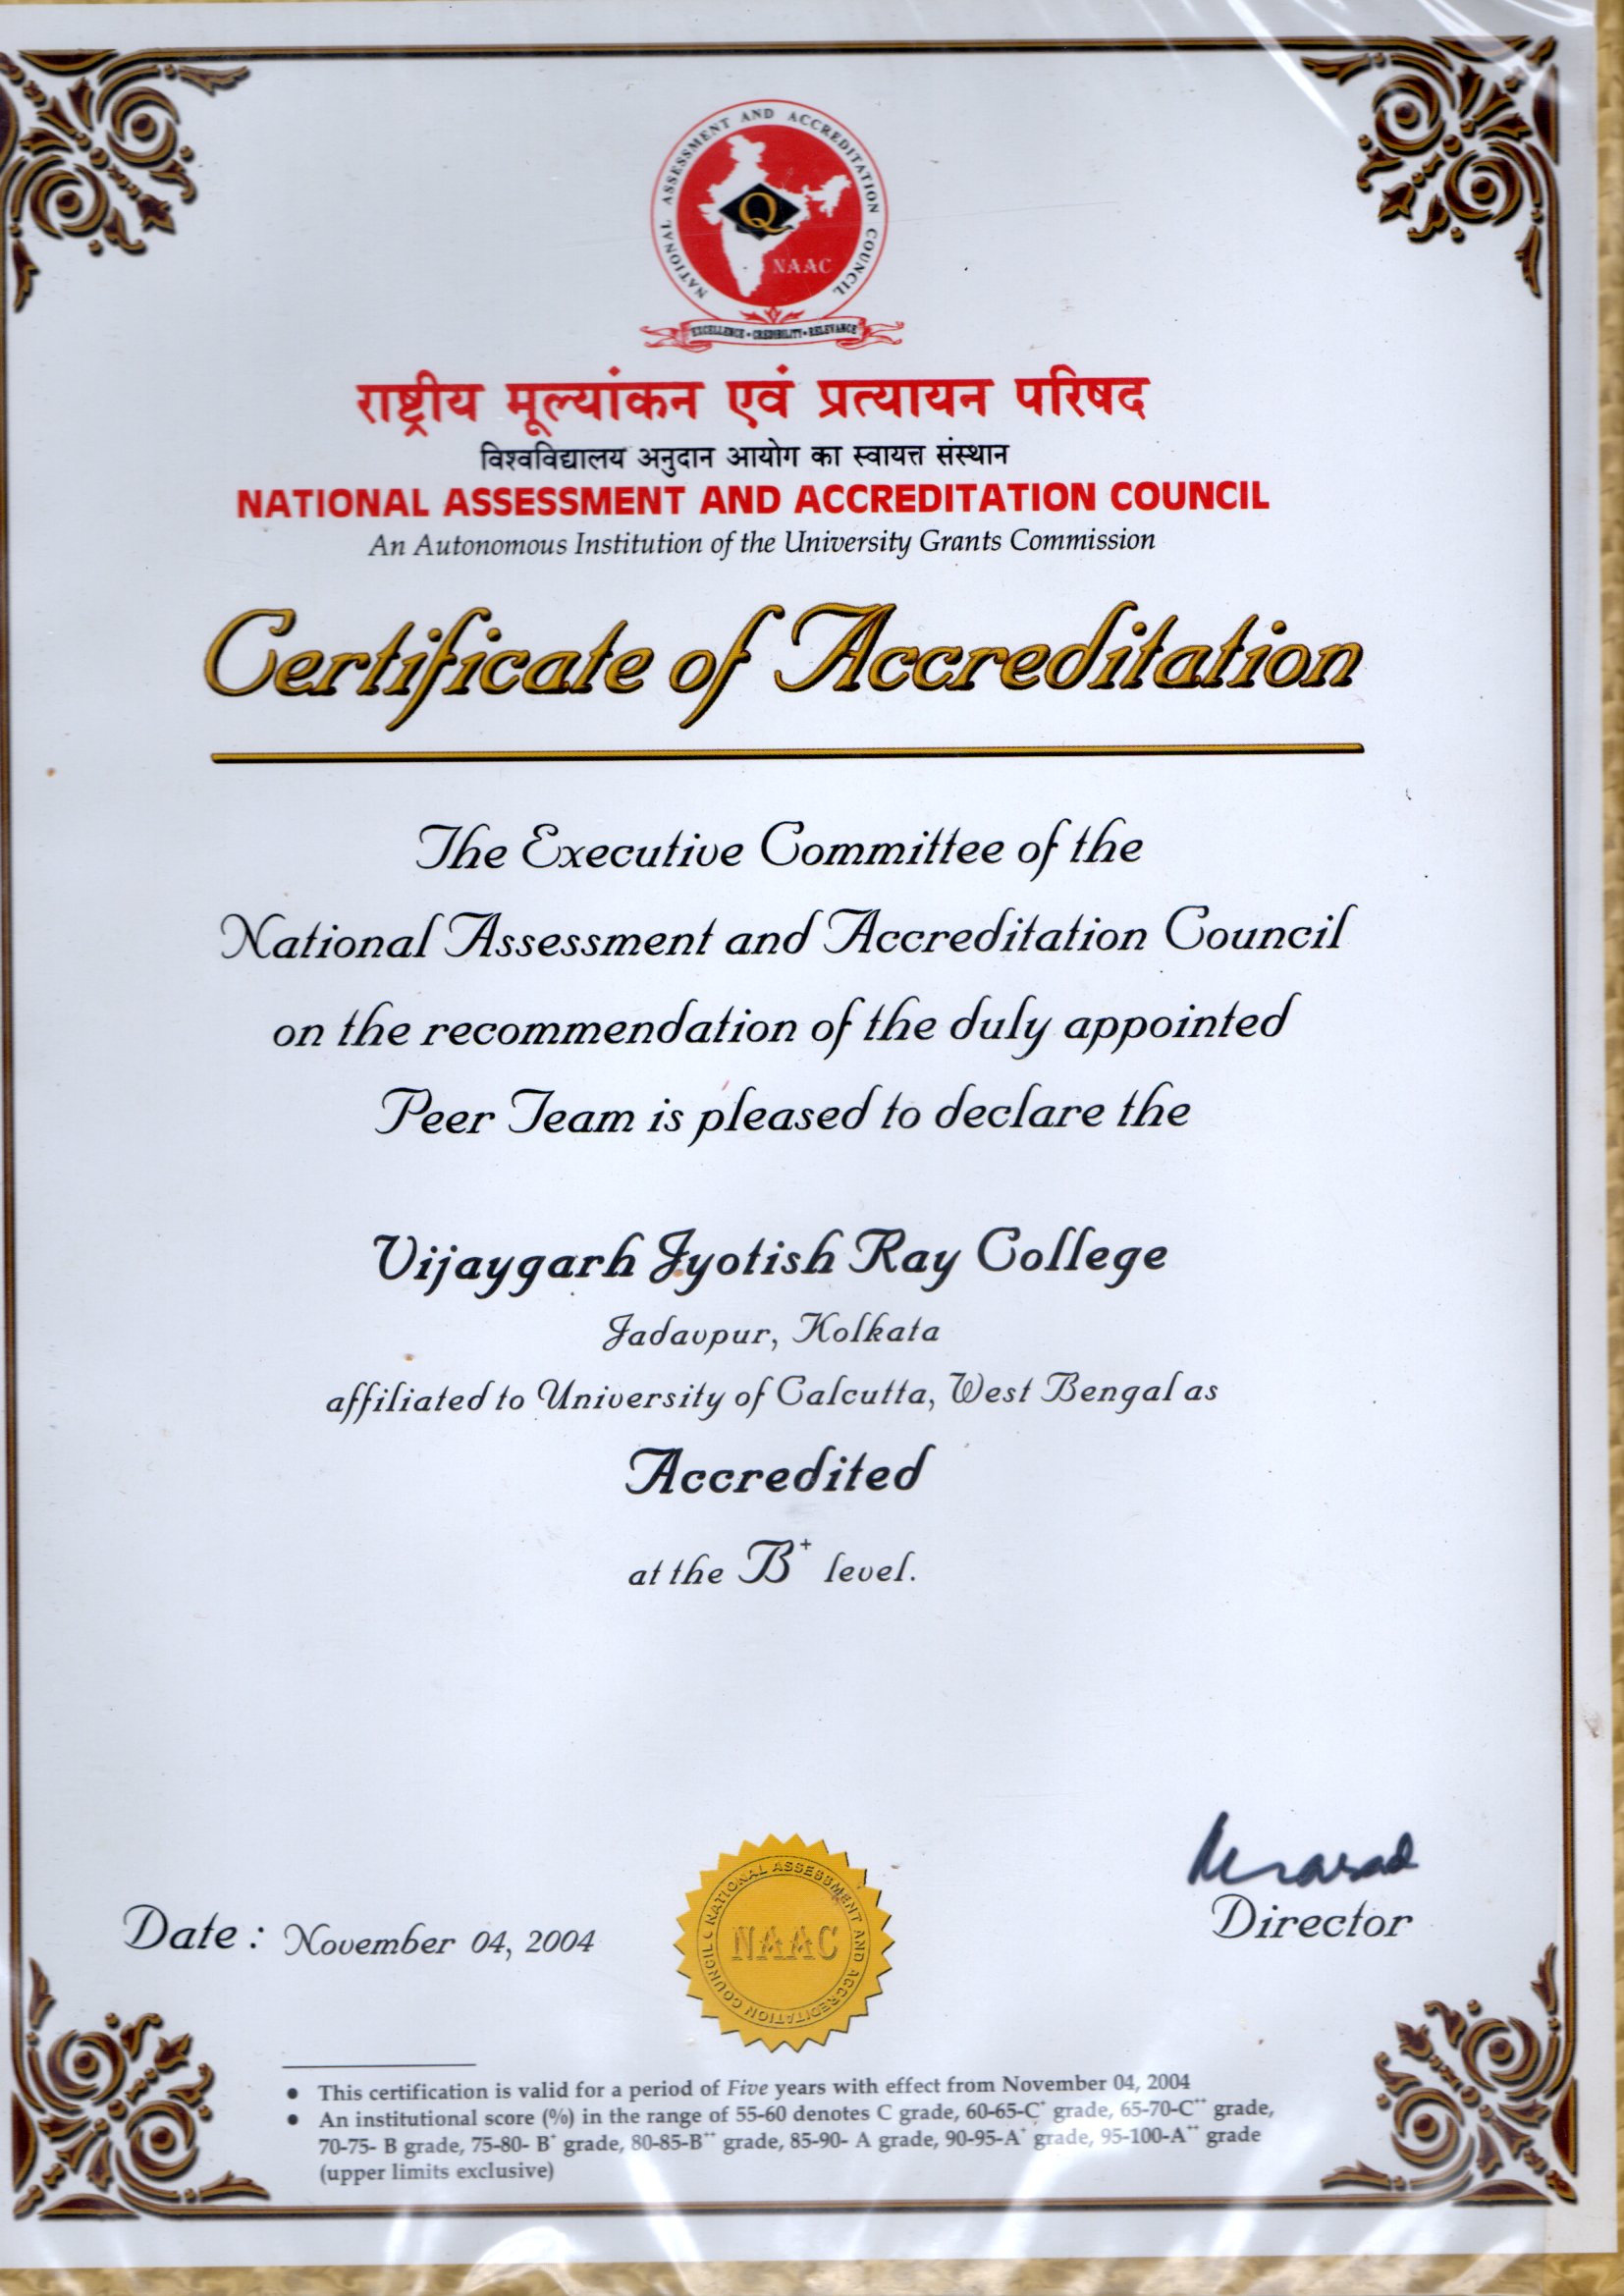 NATIONAL ASSESSMENT AND ACCREDITATION COUNCIL
Q
NAAC
EXCELLENCE • CREDIBILITY • RELEVANCE
राष्ट्रीय मूल्यांकन एवं प्रत्यायन परिषद
विश्वविद्यालय अनुदान आयोग का स्वायत्त संस्थान
NATIONAL ASSESSMENT AND ACCREDITATION COUNCIL
An Autonomous Institution of the University Grants Commission
Certificate of Accreditation
The Executive Committee of the
National Assessment and Accreditation Council
on the recommendation of the duly appointed
Peer Team is pleased to declare the
Vijaygarh Jyotish Ray College
Jadavpur, Kolkata
affiliated to University of Calcutta, West Bengal as
Accredited
at the B⁺ level.
Director
Date : November 04, 2004
NATIONAL ASSESSMENT AND ACCREDITATION COUNCIL
NAAC
• This certification is valid for a period of Five years with effect from November 04, 2004
• An institutional score (%) in the range of 55-60 denotes C grade, 60-65-C⁺ grade, 65-70-C⁺⁺ grade,
70-75- B grade, 75-80- B⁺ grade, 80-85-B⁺⁺ grade, 85-90- A grade, 90-95-A⁺ grade, 95-100-A⁺⁺ grade
(upper limits exclusive)